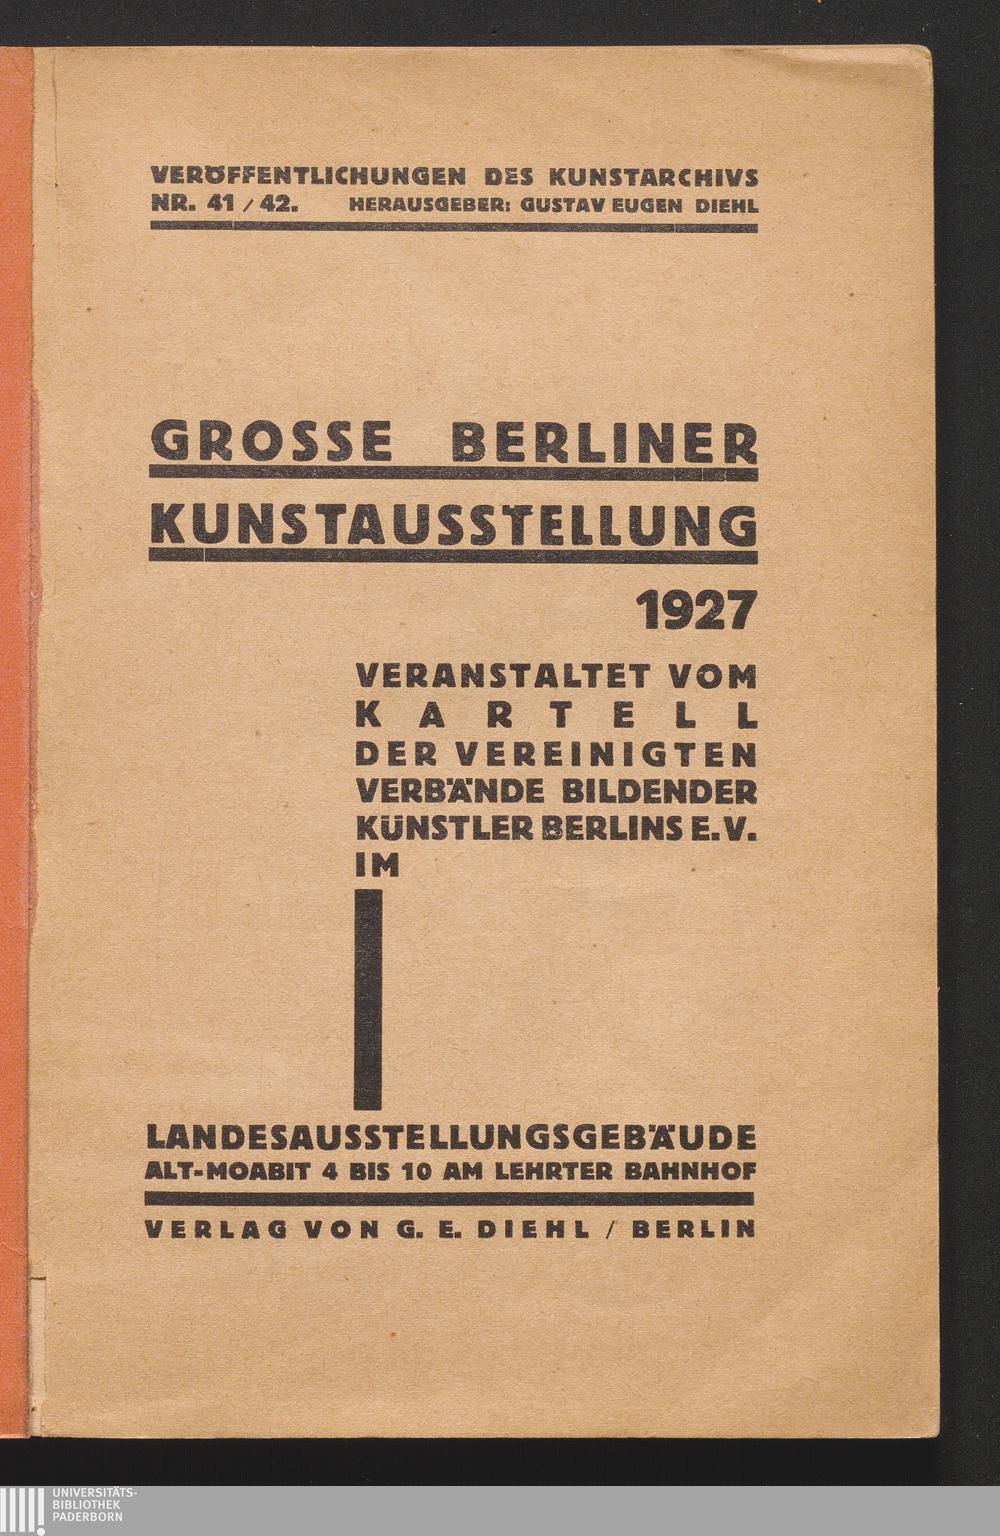 VERÖFFENTLICHUNGEN DES KUNSTARCHIVS
NR. 41 / 42. HERAUSGEBER: GUSTAV EUGEN DIEHL
GROSSE BERLINER
KUNSTAUSSTELLUNG
1927
VERANSTALTET VOM
KARTELL
DER VEREINIGTEN
VERBÄNDE BILDENDER
KÜNSTLER BERLINS E.V.
IM
LANDESAUSSTELLUNGSGEBÄUDE
ALT-MOABIT 4 BIS 10 AM LEHRTER BAHNHOF
VERLAG VON G. E. DIEHL / BERLIN
UNIVERSITÄTS-
BIBLIOTHEK
PADERBORN